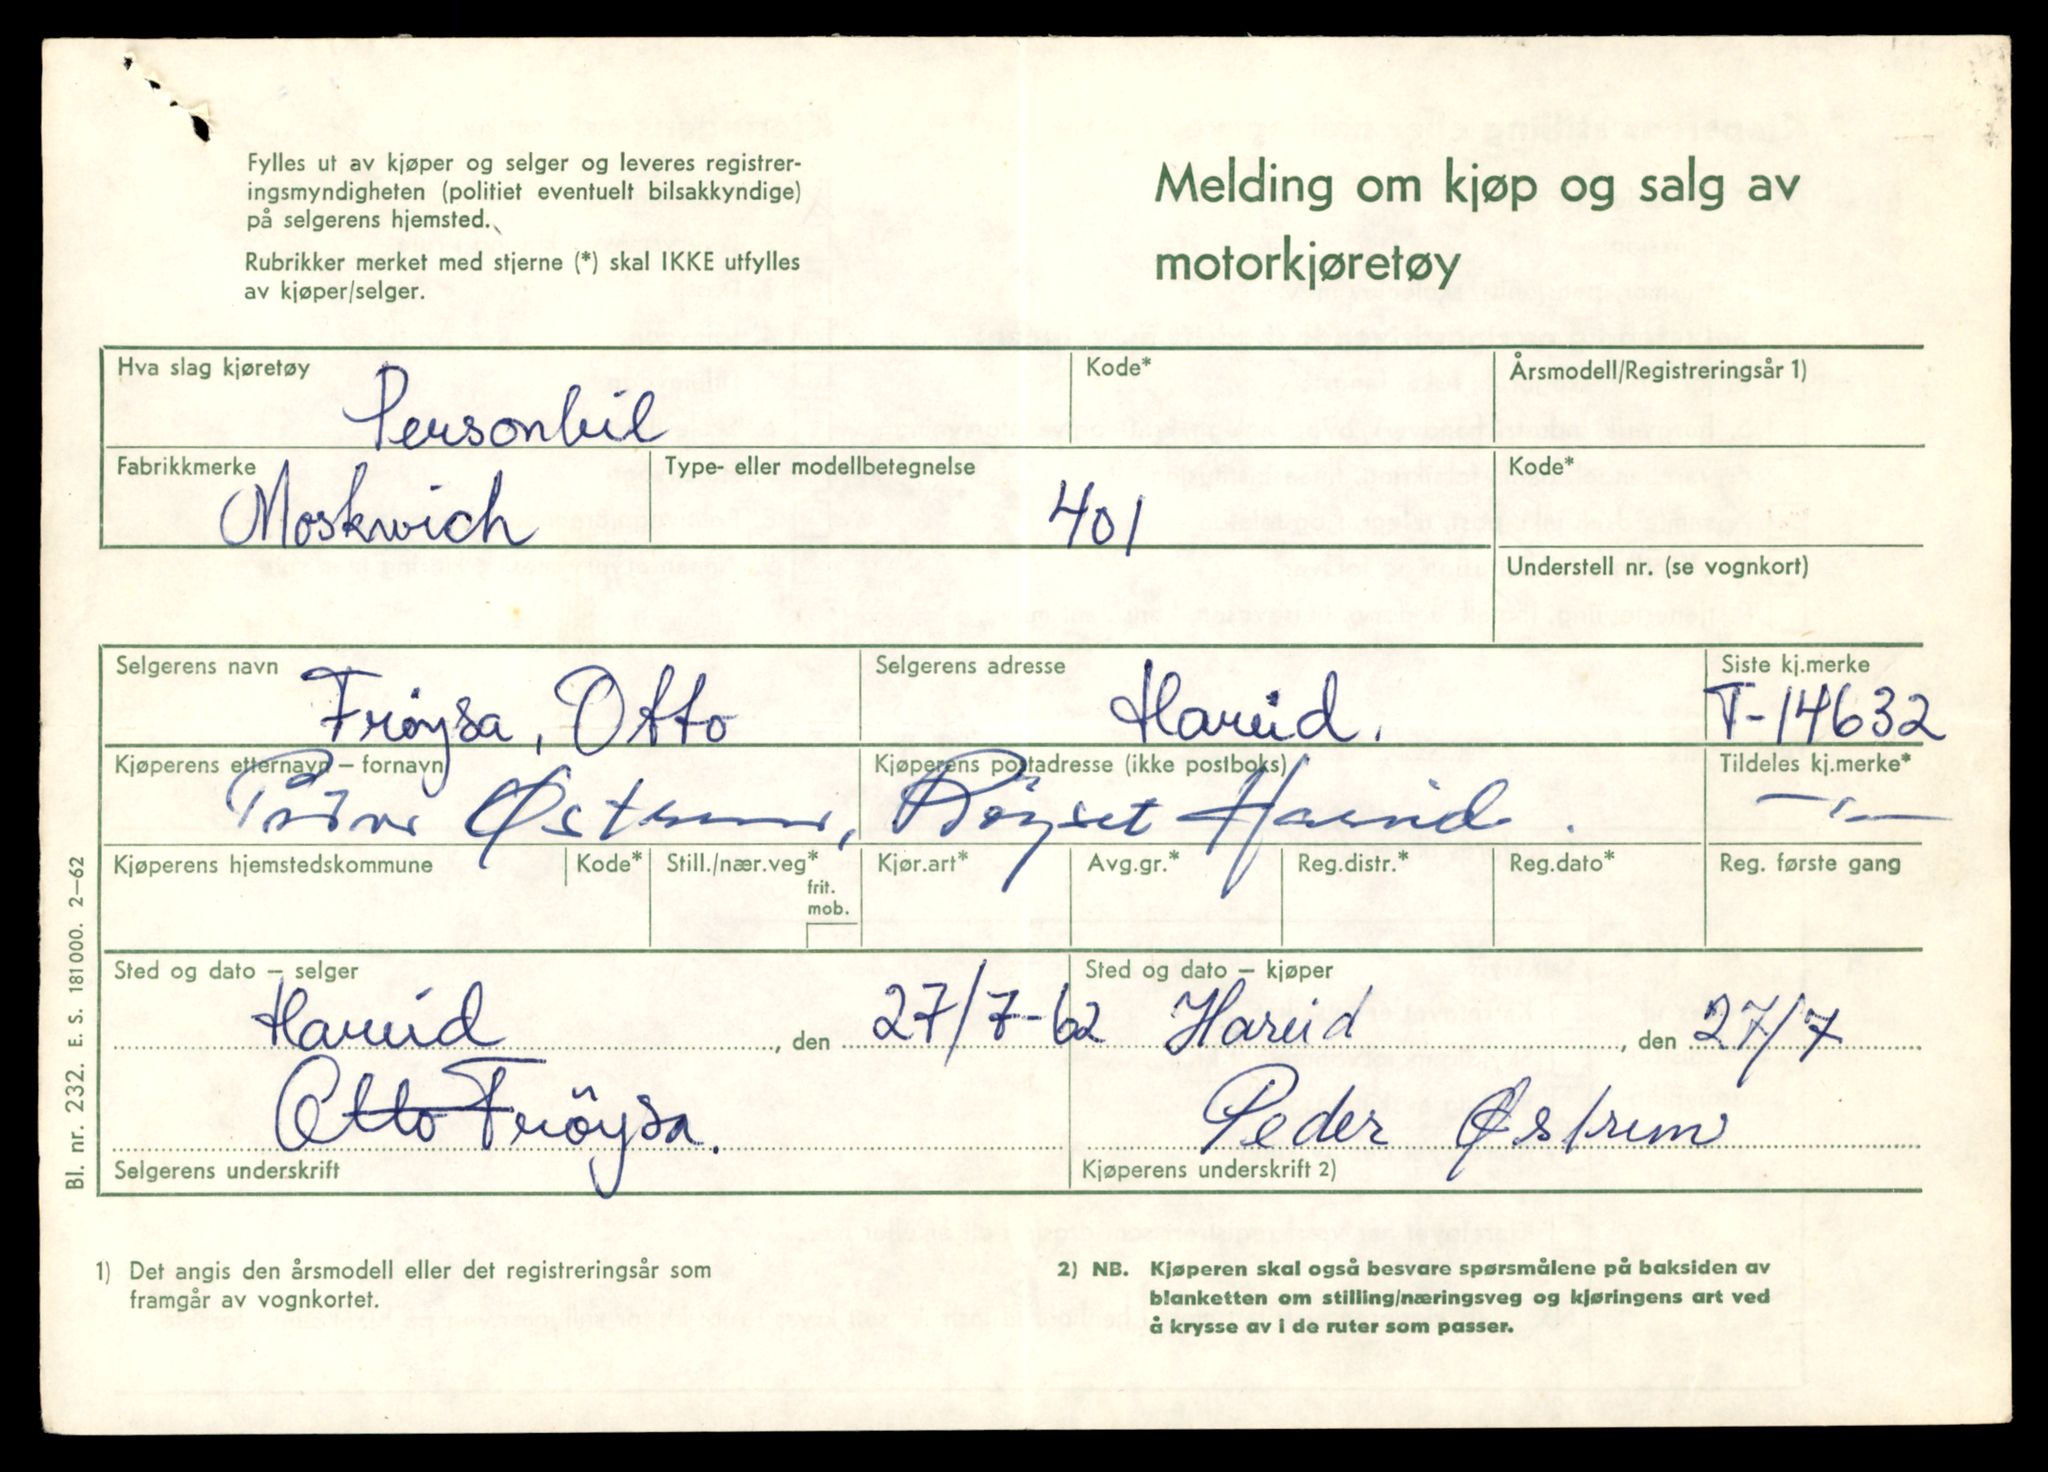 Fylles ut av kjøper og selger og leveres registrer-
ingsmyndigheten (politiet eventuelt bilsakkyndige)
på selgerens hjemsted.
Rubrikker merket med stjerne (*) skal IKKE utfylles
av kjøper/selger.
Melding om kjøp og salg av
motorkjøretøy
Hva slag kjøretøy
Personbil
Kode*
Årsmodell/Registreringsår 1)
Fabrikkmerke
Moskwich
Type- eller modellbetegnelse
401
Kode*
Understell nr. (se vognkort)
Selgerens navn
Frøysa, Otto
Selgerens adresse
Hareid.
Siste kj.merke
T-14632
Kjøperens etternavn – fornavn
Kjøperens postadresse (ikke postboks)
Hareid.
Tildeles kj.merke*
Kjøperens hjemstedskommune
Kode*
Still./nær.veg*
frit.
mob.
Kjør.art*
Avg.gr.*
Reg.distr.*
Reg.dato*
Reg. første gang
Sted og dato – selger
Hareid, den 27/7-62
Otto Fröysa.
Selgerens underskrift
Sted og dato – kjøper
Hareid, den 27/7
Peder Østrem
Kjøperens underskrift 2)
Bl. nr. 232. E. S. 181 000. 2–62
1) Det angis den årsmodell eller det registreringsår som
framgår av vognkortet.
2) NB. Kjøperen skal også besvare spørsmålene på baksiden av
blanketten om stilling/næringsveg og kjøringens art ved
å krysse av i de ruter som passer.